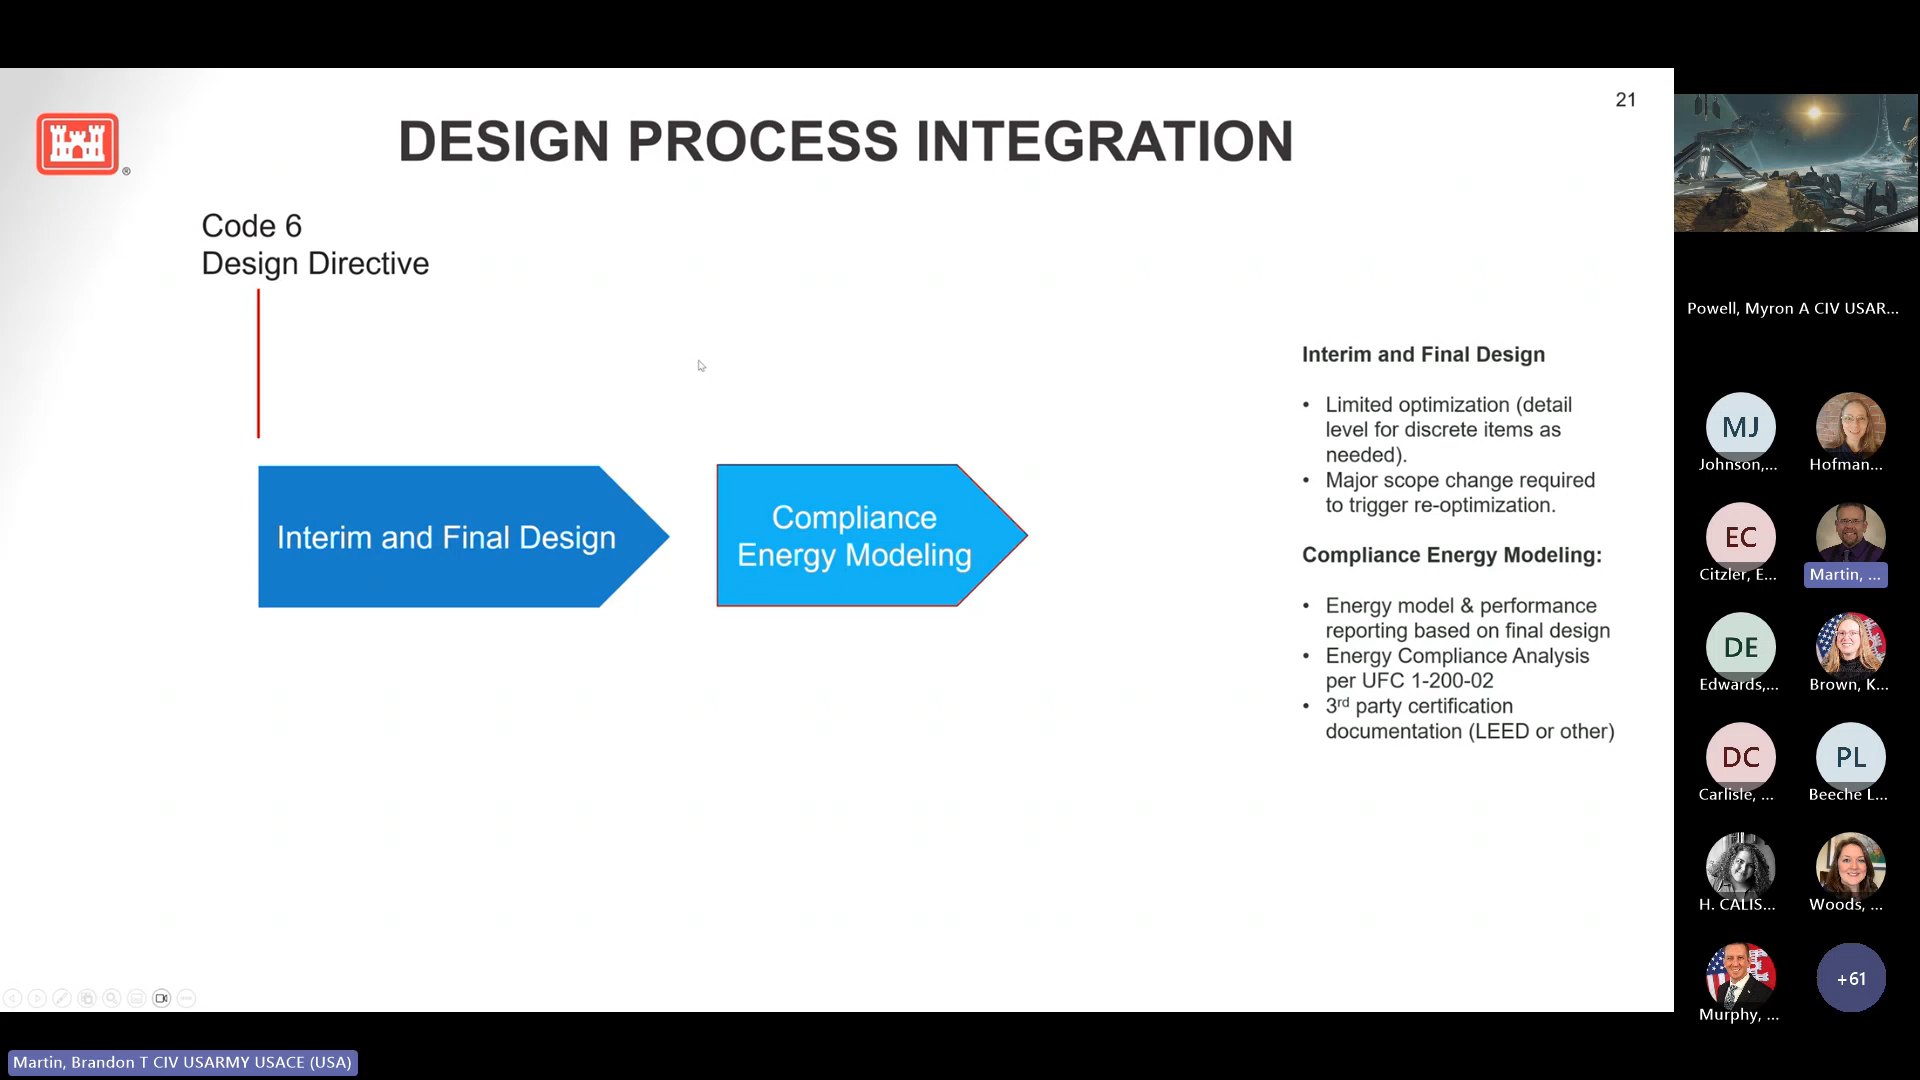 21
DESIGN PROCESS INTEGRATION
®
Code 6
Design Directive
Interim and Final Design
Compliance
Energy Modeling
Interim and Final Design
• Limited optimization (detail
level for discrete items as
needed).
• Major scope change required
to trigger re-optimization.
Compliance Energy Modeling:
• Energy model & performance
reporting based on final design
• Energy Compliance Analysis
per UFC 1-200-02
• 3rd party certification
documentation (LEED or other)
Powell, Myron A CIV USAR...
MJ
Johnson,...
Hofman...
EC
Citzler, E...
Martin, ...
DE
Edwards,...
Brown, K...
DC
Carlisle, ...
PL
Beeche L...
H. CALIS...
Woods, ...
Murphy, ...
+61
Martin, Brandon T CIV USARMY USACE (USA)